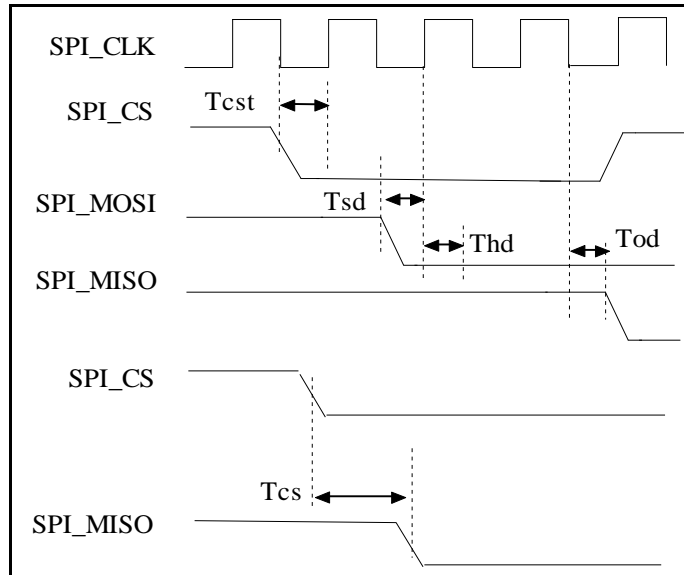 SPI_CLK
Tcst
SPI_CS
SPI_MOSI
Tsd
Thd
Tod
SPI_MISO
SPI_CS
Tcs
SPI_MISO